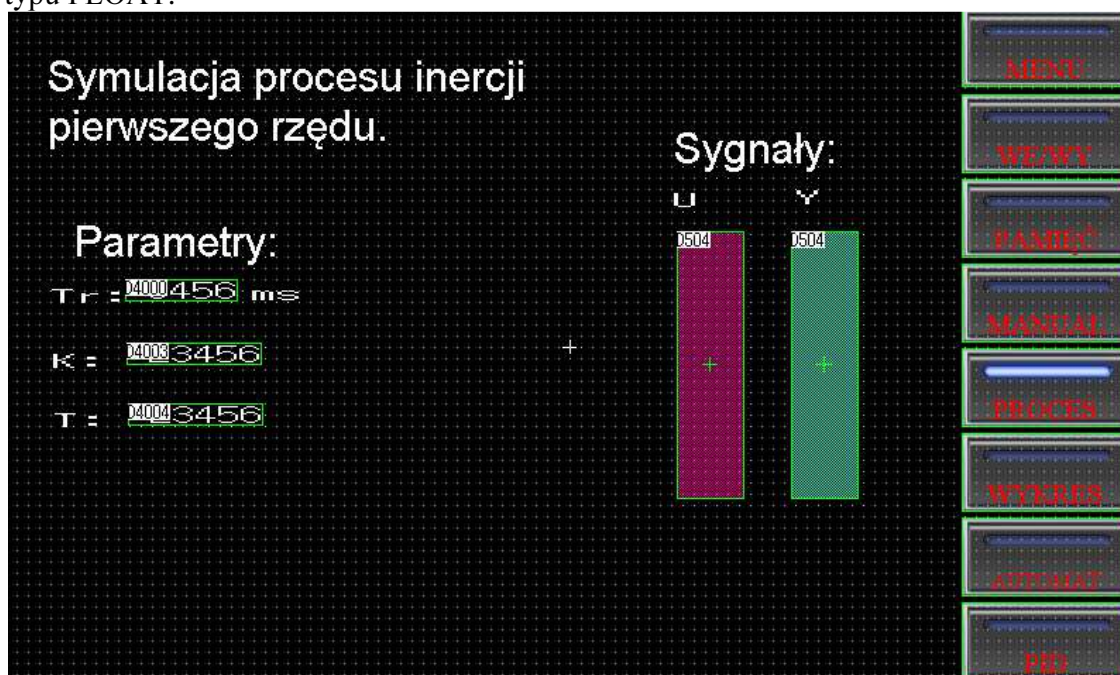 typu FLOAT.
Symulacja procesu inercji
pierwszego rzędu.
Sygnały:
U Y
D504 D504
Parametry:
Tr = D4000 456 ms
K = D4003 3456
T = D4004 3456
MENU
WE/WY
PAMIĘĆ
MANUAL
PROCES
WYKRES
AUTOMAT
PID